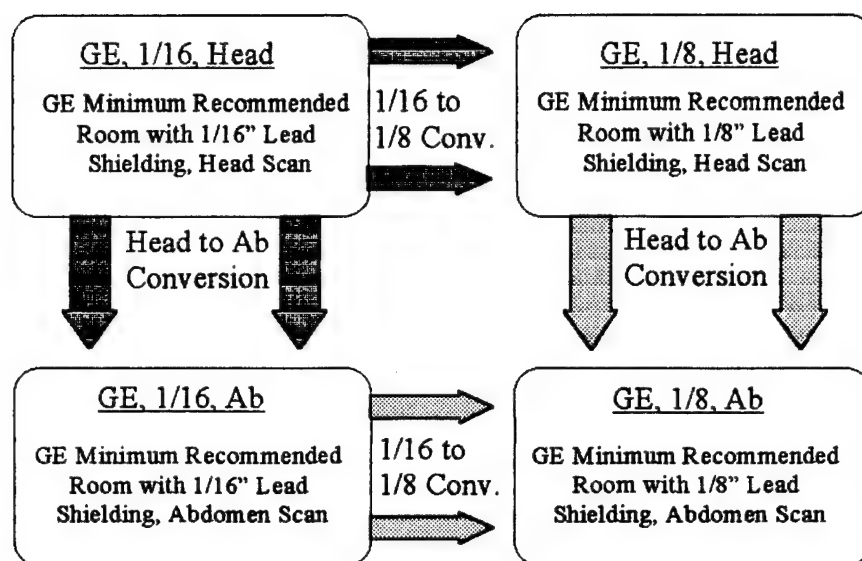 GE, 1/16, Head
GE Minimum Recommended
Room with 1/16" Lead
Shielding, Head Scan
1/16 to
1/8 Conv.
GE, 1/8, Head
GE Minimum Recommended
Room with 1/8" Lead
Shielding, Head Scan
Head to Ab
Conversion
Head to Ab
Conversion
GE, 1/16, Ab
GE Minimum Recommended
Room with 1/16" Lead
Shielding, Abdomen Scan
1/16 to
1/8 Conv.
GE, 1/8, Ab
GE Minimum Recommended
Room with 1/8" Lead
Shielding, Abdomen Scan